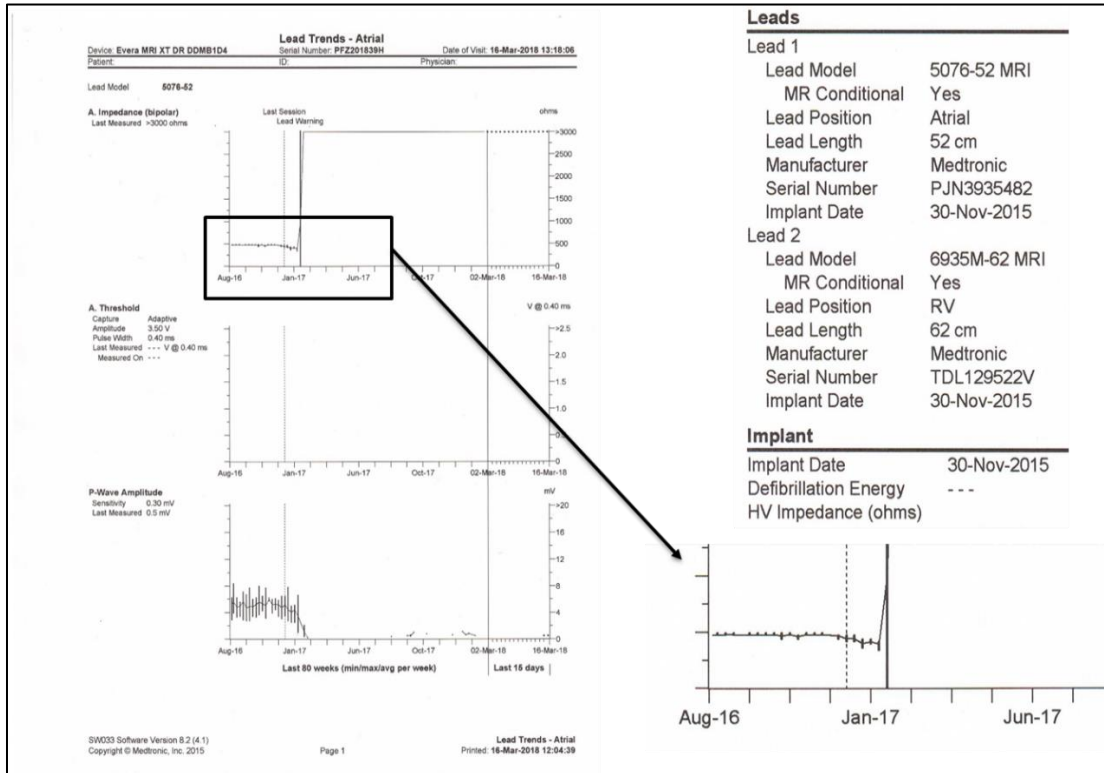 Lead Trends - Atrial
Device: Evera MRI XT DR DDMB1D4 Serial Number: PFZ201839H Date of Visit: 16-Mar-2018 13:18:06
Patient: ID: Physician:
Lead Model 5076-52
A. Impedance (bipolar)
Last Measured >3000 ohms
Last Session
Lead Warning
ohms
>3000
2500
2000
1500
1000
500
0
Aug-16 Jan-17 Jun-17 Oct-17 02-Mar-18 16-Mar-18
A. Threshold
Capture Adaptive
Amplitude 3.50 V
Pulse Width 0.40 ms
Last Measured - - - V @ 0.40 ms
Measured On - - -
V @ 0.40 ms
>2.5
2.0
1.5
1.0
Aug-16 Jan-17 Jun-17 Oct-17 02-Mar-18 16-Mar-18
P-Wave Amplitude
Sensitivity 0.30 mV
Last Measured 0.5 mV
mV
>20
16
12
8
4
0
Aug-16 Jan-17 Jun-17 Oct-17 02-Mar-18 16-Mar-18
Last 80 weeks (min/max/avg per week) Last 15 days
SW033 Software Version 8.2 (4.1)
Copyright © Medtronic, Inc. 2015
Page 1
Lead Trends - Atrial
Printed: 16-Mar-2018 12:04:39
Leads
Lead 1
Lead Model 5076-52 MRI
MR Conditional Yes
Lead Position Atrial
Lead Length 52 cm
Manufacturer Medtronic
Serial Number PJN3935482
Implant Date 30-Nov-2015
Lead 2
Lead Model 6935M-62 MRI
MR Conditional Yes
Lead Position RV
Lead Length 62 cm
Manufacturer Medtronic
Serial Number TDL129522V
Implant Date 30-Nov-2015
Implant
Implant Date 30-Nov-2015
Defibrillation Energy - - -
HV Impedance (ohms)
Aug-16 Jan-17 Jun-17